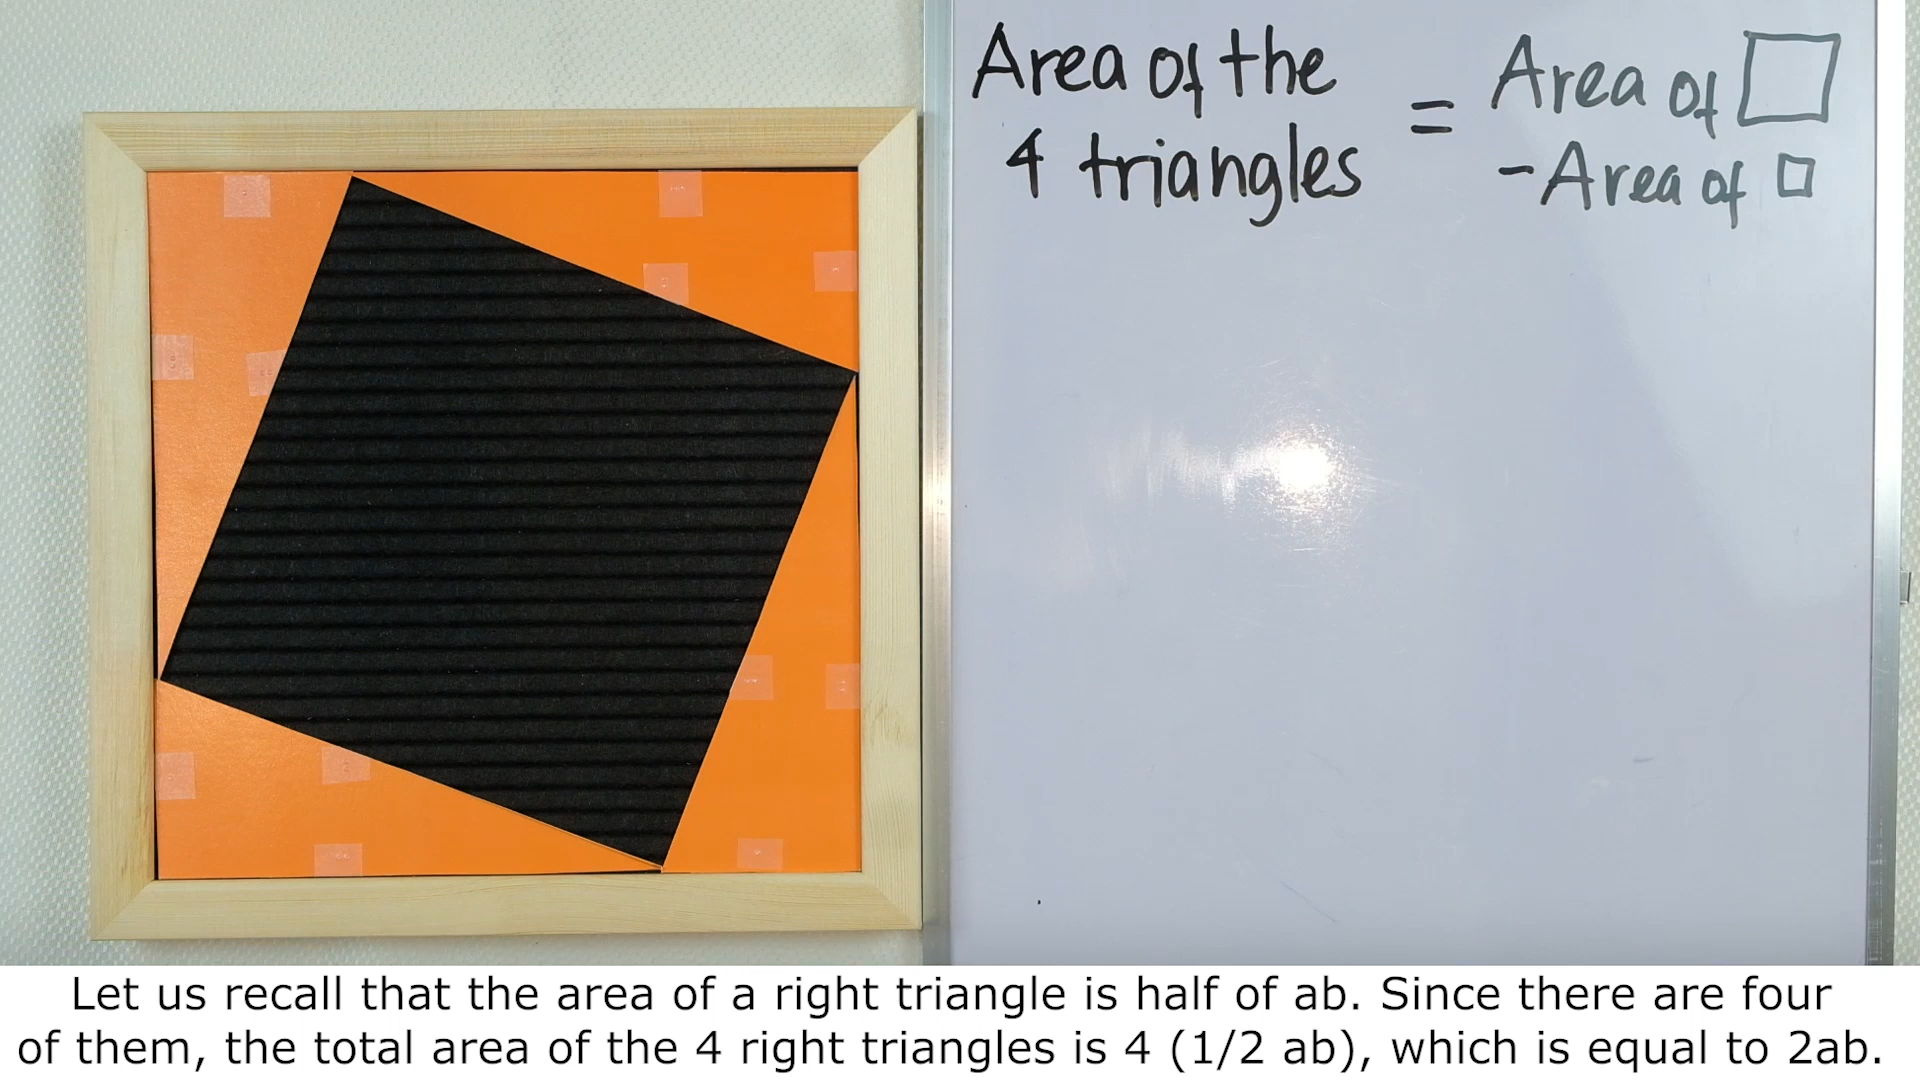 Area of the
4 triangles
=
Area of
- Area of
Let us recall that the area of a right triangle is half of ab. Since there are four
of them, the total area of the 4 right triangles is 4 (1/2 ab), which is equal to 2ab.